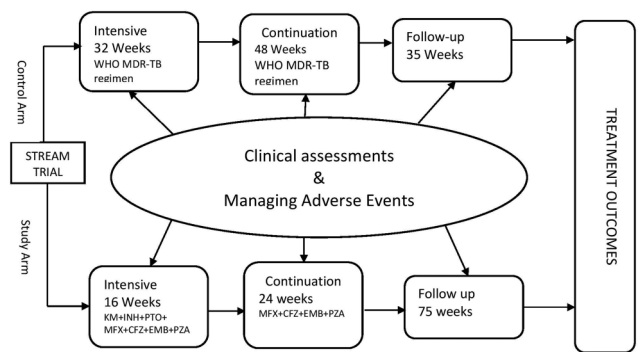 Control Arm
Intensive
32 Weeks
WHO MDR-TB
regimen
Continuation
48 Weeks
WHO MDR-TB
regimen
Follow-up
35 Weeks
STREAM
TRIAL
Clinical assessments
&
Managing Adverse Events
TREATMENT OUTCOMES
Study Arm
Intensive
16 Weeks
KM+INH+PTO+
MFX+CFZ+EMB+PZA
Continuation
24 weeks
MFX+CFZ+EMB+PZA
Follow up
75 weeks